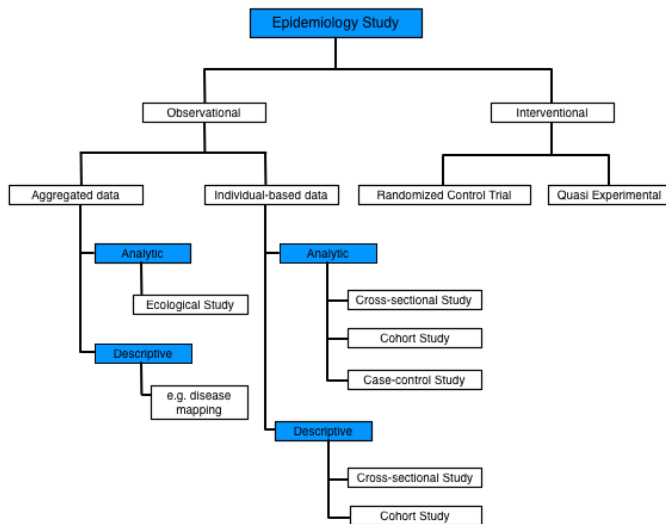 Epidemiology Study
Observational
Interventional
Aggregated data
Individual-based data
Randomized Control Trial
Quasi Experimental
Analytic
Ecological Study
Descriptive
e.g. disease
mapping
Analytic
Cross-sectional Study
Cohort Study
Case-control Study
Descriptive
Cross-sectional Study
Cohort Study